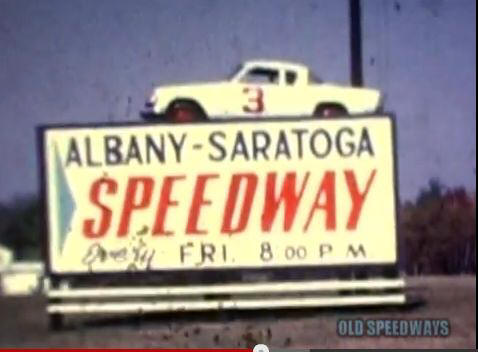 3
ALBANY-SARATOGA
SPEEDWAY
Every FRI. 8 00 P M
OLD SPEEDWAYS